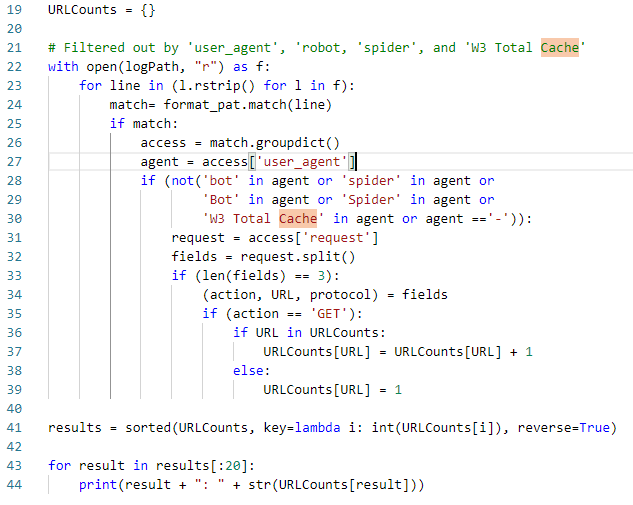 19 URLCounts = {}
20
21 # Filtered out by 'user_agent', 'robot, 'spider', and 'W3 Total Cache'
22 with open(logPath, "r") as f:
23     for line in (l.rstrip() for l in f):
24         match= format_pat.match(line)
25         if match:
26             access = match.groupdict()
27             agent = access['user_agent']
28             if (not('bot' in agent or 'spider' in agent or
29                     'Bot' in agent or 'Spider' in agent or
30                     'W3 Total Cache' in agent or agent =='-')):
31                 request = access['request']
32                 fields = request.split()
33                 if (len(fields) == 3):
34                     (action, URL, protocol) = fields
35                     if (action == 'GET'):
36                         if URL in URLCounts:
37                             URLCounts[URL] = URLCounts[URL] + 1
38                         else:
39                             URLCounts[URL] = 1
40
41 results = sorted(URLCounts, key=lambda i: int(URLCounts[i]), reverse=True)
42
43 for result in results[:20]:
44     print(result + ": " + str(URLCounts[result]))